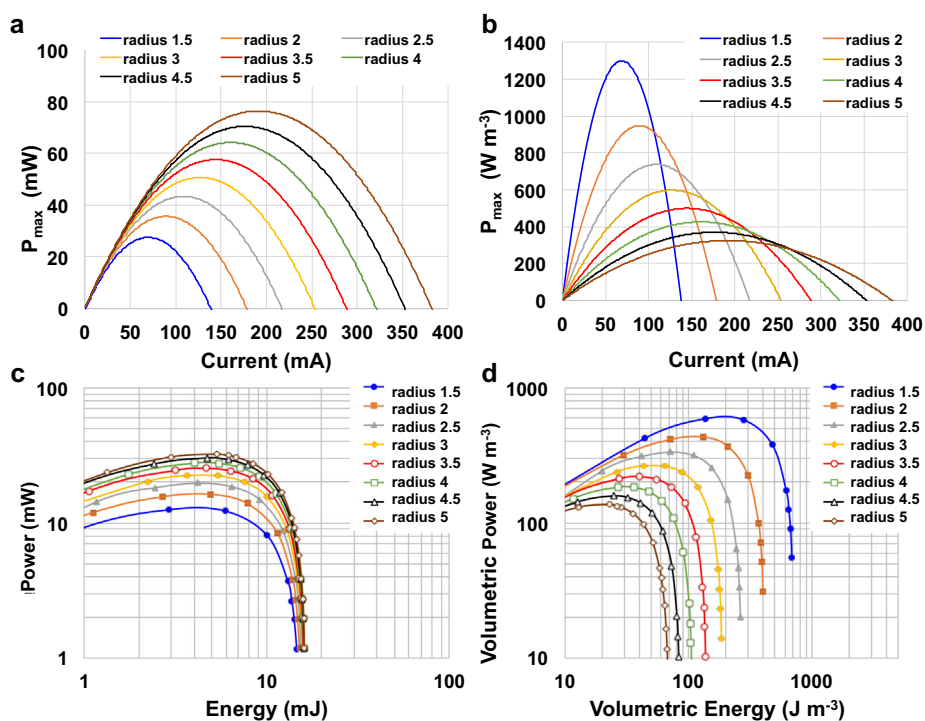 a
radius 1.5
radius 2
radius 2.5
radius 3
radius 3.5
radius 4
radius 4.5
radius 5
100
80
60
40
20
0
P_max (mW)
0
50
100
150
200
250
300
350
400
Current (mA)
b
radius 1.5
radius 2
radius 2.5
radius 3
radius 3.5
radius 4
radius 4.5
radius 5
1400
1200
1000
800
600
400
200
0
P_max (W m⁻³)
0
50
100
150
200
250
300
350
400
Current (mA)
c
radius 1.5
radius 2
radius 2.5
radius 3
radius 3.5
radius 4
radius 4.5
radius 5
100
10
1
Power (mW)
1
10
100
Energy (mJ)
d
radius 1.5
radius 2
radius 2.5
radius 3
radius 3.5
radius 4
radius 4.5
radius 5
1000
100
10
Volumetric Power (W m⁻³)
10
100
1000
Volumetric Energy (J m⁻³)